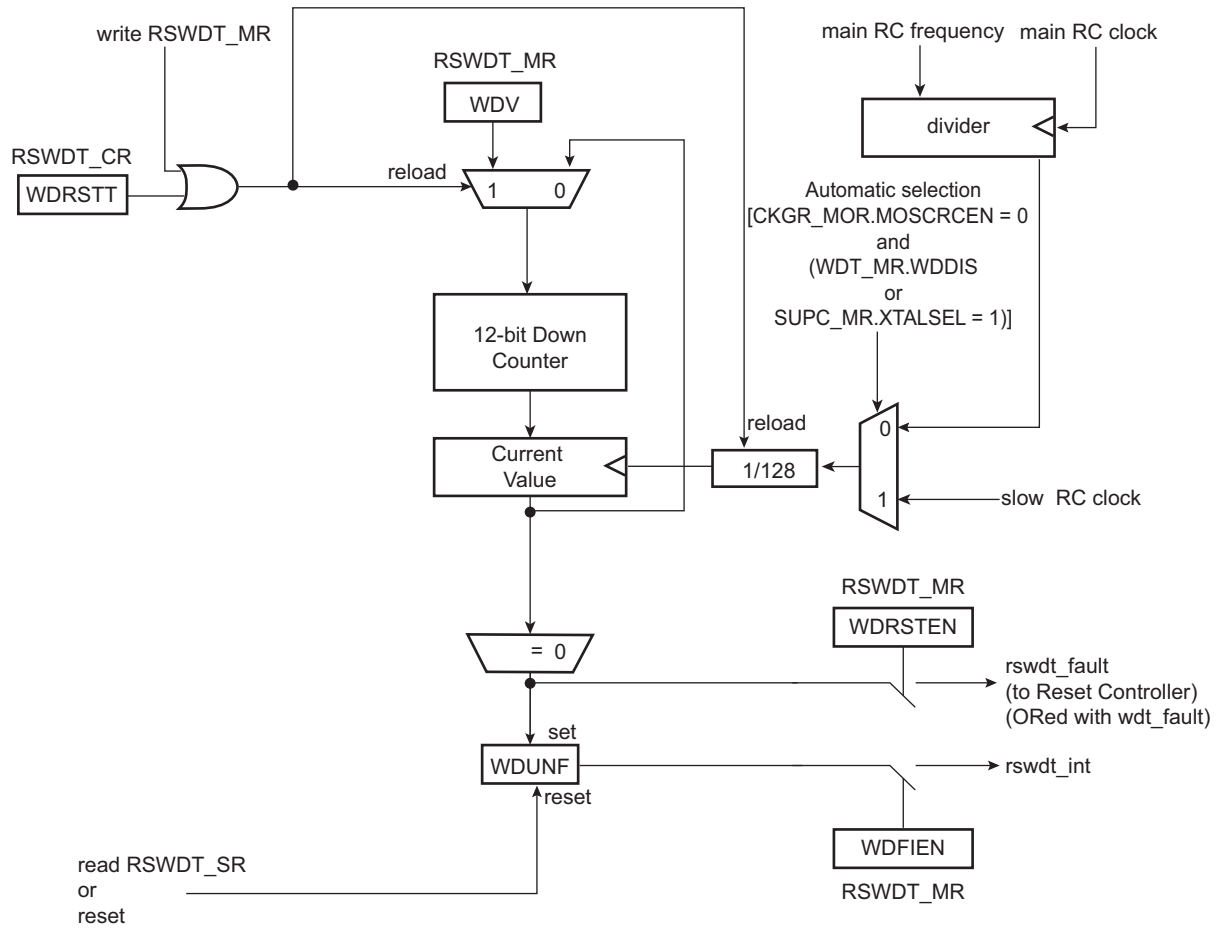 write RSWDT_MR
main RC frequency
main RC clock
RSWDT_MR
WDV
divider
RSWDT_CR
WDRSTT
reload
1 0
Automatic selection
[CKGR_MOR.MOSCRCEN = 0
and
(WDT_MR.WDDIS
or
SUPC_MR.XTALSEL = 1)]
12-bit Down
Counter
reload
0
Current
Value
1/128
1
slow RC clock
RSWDT_MR
WDRSTEN
= 0
rswdt_fault
(to Reset Controller)
(ORed with wdt_fault)
set
WDUNF
rswdt_int
reset
WDFIEN
RSWDT_MR
read RSWDT_SR
or
reset